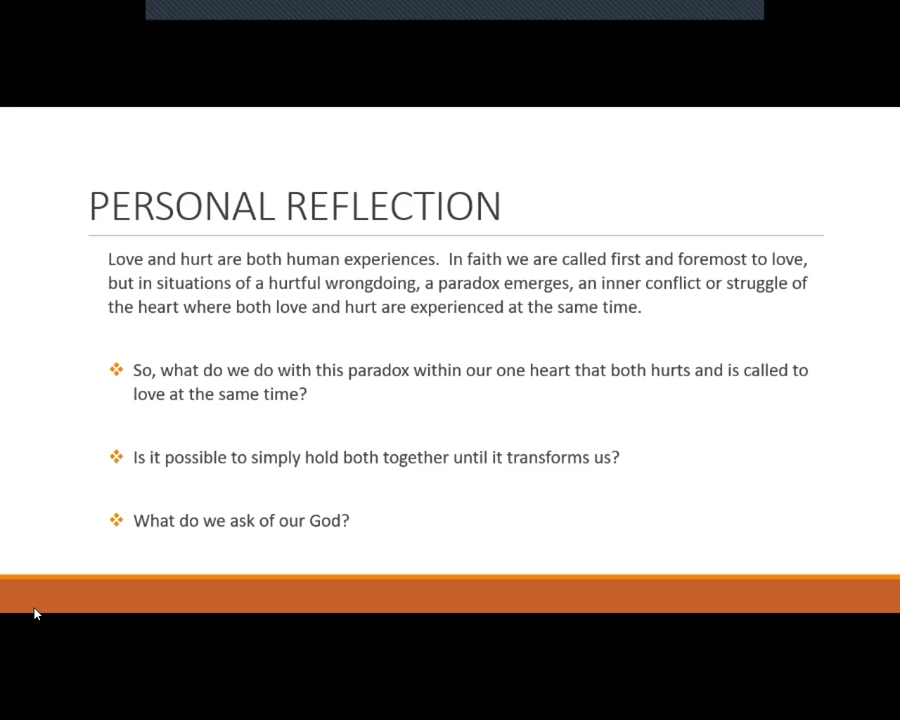 PERSONAL REFLECTION
Love and hurt are both human experiences.  In faith we are called first and foremost to love,
but in situations of a hurtful wrongdoing, a paradox emerges, an inner conflict or struggle of
the heart where both love and hurt are experienced at the same time.
So, what do we do with this paradox within our one heart that both hurts and is called to
love at the same time?
Is it possible to simply hold both together until it transforms us?
What do we ask of our God?